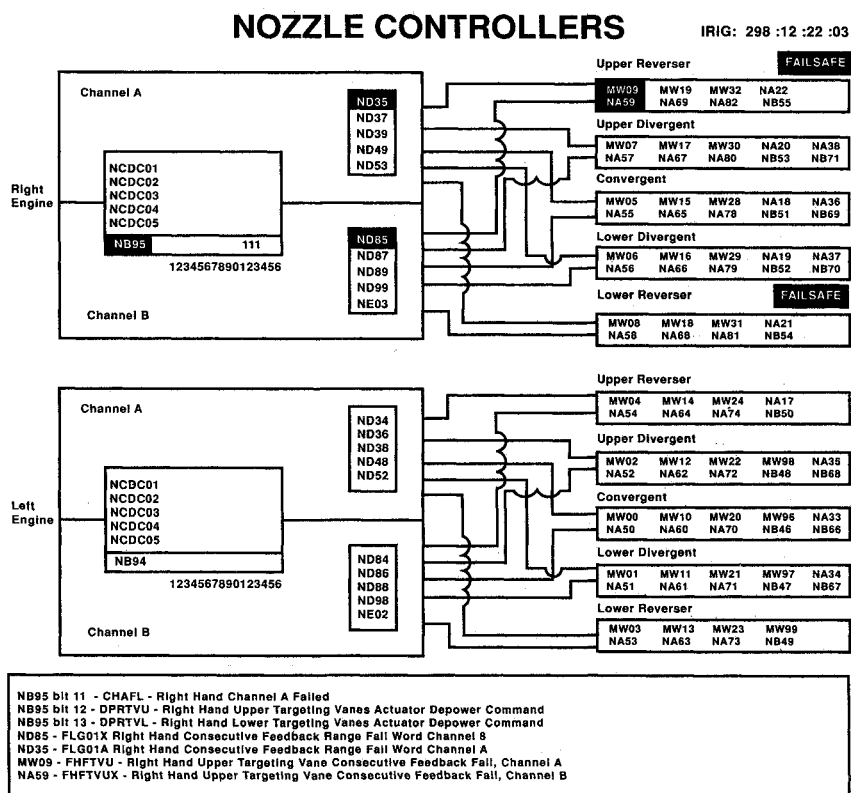 NOZZLE CONTROLLERS
IRIG: 298 :12 :22 :03
Upper Reverser FAILSAFE
MW09 MW19 MW32 NA22
NA59 NA69 NA82 NB55
Upper Divergent
MW07 MW17 MW30 NA20 NA38
NA57 NA67 NA80 NB53 NB71
Convergent
MW05 MW15 MW28 NA18 NA36
NA55 NA65 NA78 NB51 NB69
Lower Divergent
MW06 MW16 MW29 NA19 NA37
NA56 NA66 NA79 NB52 NB70
Lower Reverser FAILSAFE
MW08 MW18 MW31 NA21
NA58 NA68 NA81 NB54
Right
Engine
Channel A
NCDC01
NCDC02
NCDC03
NCDC04
NCDC05
NB95 111
1234567890123456
Channel B
ND35
ND37
ND39
ND49
ND53
ND85
ND87
ND89
ND99
NE03
Upper Reverser
MW04 MW14 MW24 NA17
NA54 NA64 NA74 NB50
Upper Divergent
MW02 MW12 MW22 MW98 NA35
NA52 NA62 NA72 NB48 NB68
Convergent
MW00 MW10 MW20 MW96 NA33
NA50 NA60 NA70 NB46 NB66
Lower Divergent
MW01 MW11 MW21 MW97 NA34
NA51 NA61 NA71 NB47 NB67
Lower Reverser
MW03 MW13 MW23 MW99
NA53 NA63 NA73 NB49
Left
Engine
Channel A
NCBC01
NCDC02
NCDC03
NCDC04
NCDC05
NB94
1234567890123456
Channel B
ND34
ND36
ND38
ND48
ND52
ND84
ND86
ND88
ND98
NE02
NB95 bit 11 - CHAFL - Right Hand Channel A Failed
NB95 bit 12 - DPRTVU - Right Hand Upper Targeting Vanes Actuator Depower Command
NB95 bit 13 - DPRTVL - Right Hand Lower Targeting Vanes Actuator Depower Command
ND85 - FLG01X Right Hand Consecutive Feedback Range Fail Word Channel 8
ND35 - FLG01A Right Hand Consecutive Feedback Range Fail Word Channel A
MW09 - FHFTVU - Right Hand Upper Targeting Vane Consecutive Feedback Fail, Channel A
NA59 - FHFTVUX - Right Hand Upper Targeting Vane Consecutive Feedback Fail, Channel B